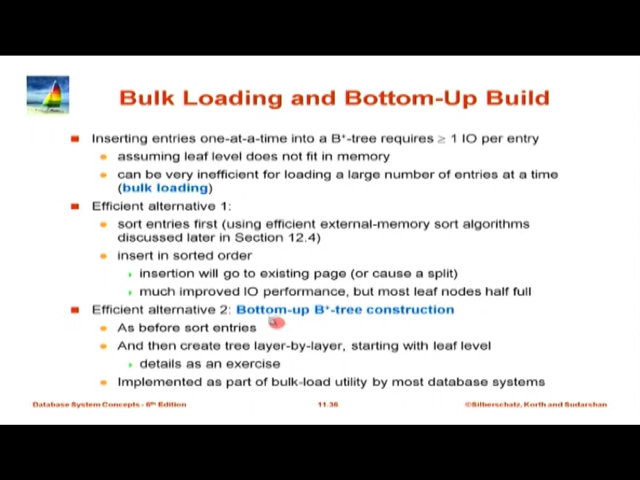 Bulk Loading and Bottom-Up Build
Inserting entries one-at-a-time into a B+-tree requires ≥ 1 IO per entry
assuming leaf level does not fit in memory
can be very inefficient for loading a large number of entries at a time
(bulk loading)
Efficient alternative 1:
sort entries first (using efficient external-memory sort algorithms
discussed later in Section 12.4)
insert in sorted order
insertion will go to existing page (or cause a split)
much improved IO performance, but most leaf nodes half full
Efficient alternative 2: Bottom-up B+-tree construction
As before sort entries
And then create tree layer-by-layer, starting with leaf level
details as an exercise
Implemented as part of bulk-load utility by most database systems
Database System Concepts - 6th Edition 11.36 ©Silberschatz, Korth and Sudarshan